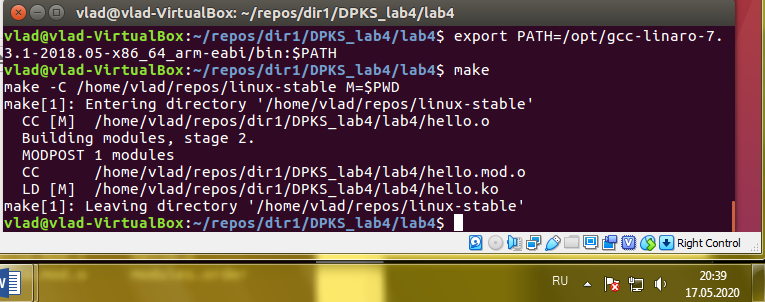 vlad@vlad-VirtualBox: ~/repos/dir1/DPKS_lab4/lab4
vlad@vlad-VirtualBox:~/repos/dir1/DPKS_lab4/lab4$ export PATH=/opt/gcc-linaro-7.
3.1-2018.05-x86_64_arm-eabi/bin:$PATH
vlad@vlad-VirtualBox:~/repos/dir1/DPKS_lab4/lab4$ make
make -C /home/vlad/repos/linux-stable M=$PWD
make[1]: Entering directory '/home/vlad/repos/linux-stable'
  CC [M]  /home/vlad/repos/dir1/DPKS_lab4/lab4/hello.o
  Building modules, stage 2.
  MODPOST 1 modules
  CC      /home/vlad/repos/dir1/DPKS_lab4/lab4/hello.mod.o
  LD [M]  /home/vlad/repos/dir1/DPKS_lab4/lab4/hello.ko
make[1]: Leaving directory '/home/vlad/repos/linux-stable'
vlad@vlad-VirtualBox:~/repos/dir1/DPKS_lab4/lab4$
Right Control
W
RU
20:39
17.05.2020